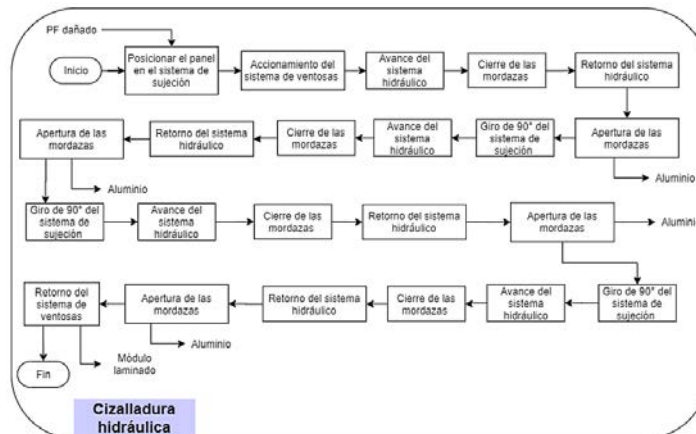 PF dañado
Inicio
Posicionar el panel
en el sistema de
sujeción
Accionamiento del
sistema de ventosas
Avance del
sistema
hidráulico
Cierre de las
mordazas
Retorno del sistema
hidráulico
Apertura de las
mordazas
Aluminio
Giro de 90° del
sistema de
sujeción
Avance del
sistema
hidráulico
Cierre de las
mordazas
Retorno del sistema
hidráulico
Apertura de las
mordazas
Aluminio
Giro de 90° del
sistema de
sujeción
Avance del
sistema
hidráulico
Cierre de las
mordazas
Retorno del sistema
hidráulico
Apertura de las
mordazas
Aluminio
Giro de 90° del
sistema de
sujeción
Avance del
sistema
hidráulico
Cierre de las
mordazas
Retorno del sistema
hidráulico
Apertura de las
mordazas
Aluminio
Retorno del
sistema de
ventosas
Módulo
laminado
Fin
Cizalladura
hidráulica